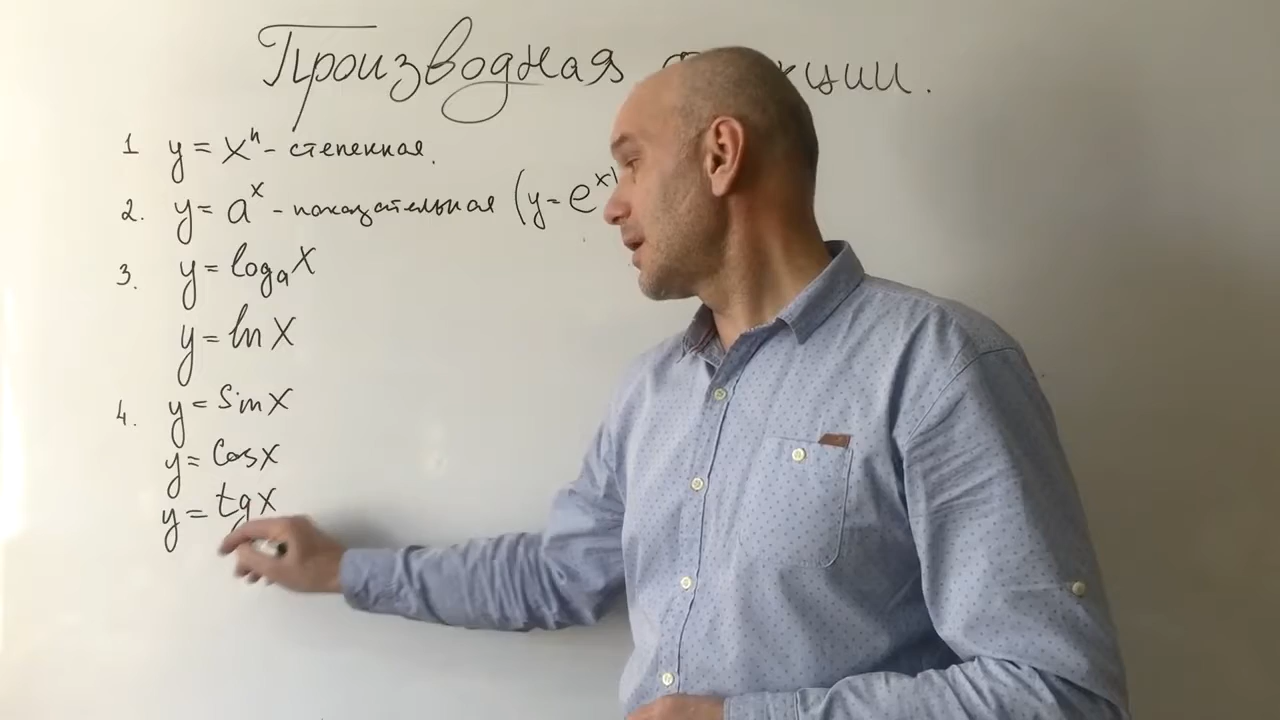 Производная
1 y = xⁿ - степенная.
2. y = aˣ - показательная (y = eˣ)
3. y = logₐx
y = ln x
4. y = sin x
y = cos x
y = tg x